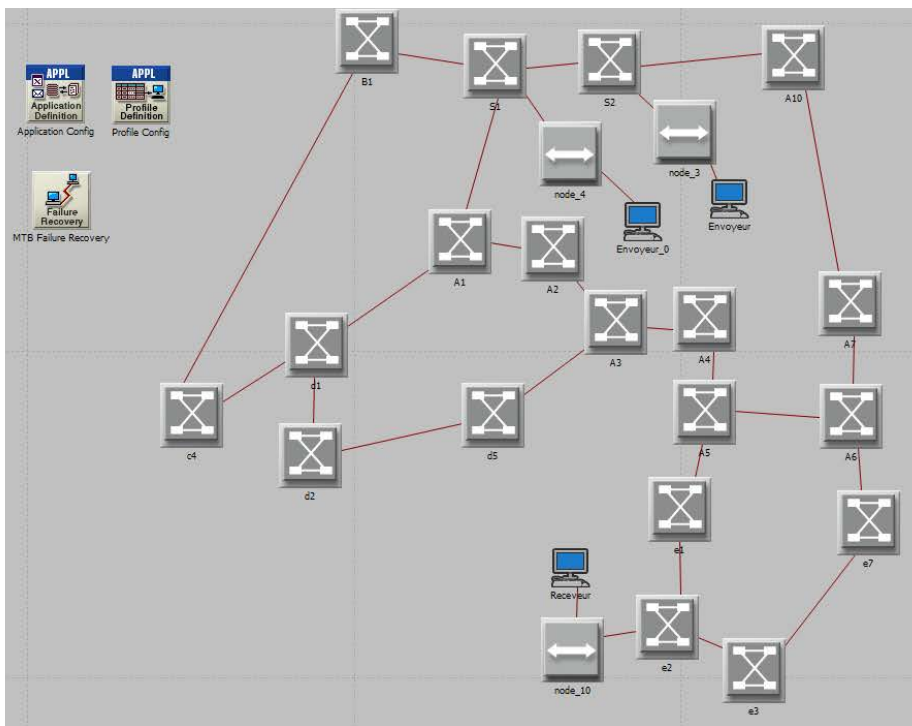 B1
S1
S2
A10
APPL
Application
Definition
Application Config
APPL
Profile
Definition
Profile Config
node_4
node_3
Failure
Recovery
MTB Failure Recovery
Envoyeur_0
Envoyeur
A1
A2
A3
A4
A7
d1
c4
d2
d5
A5
A6
e1
e7
Receveur
node_10
e2
e3